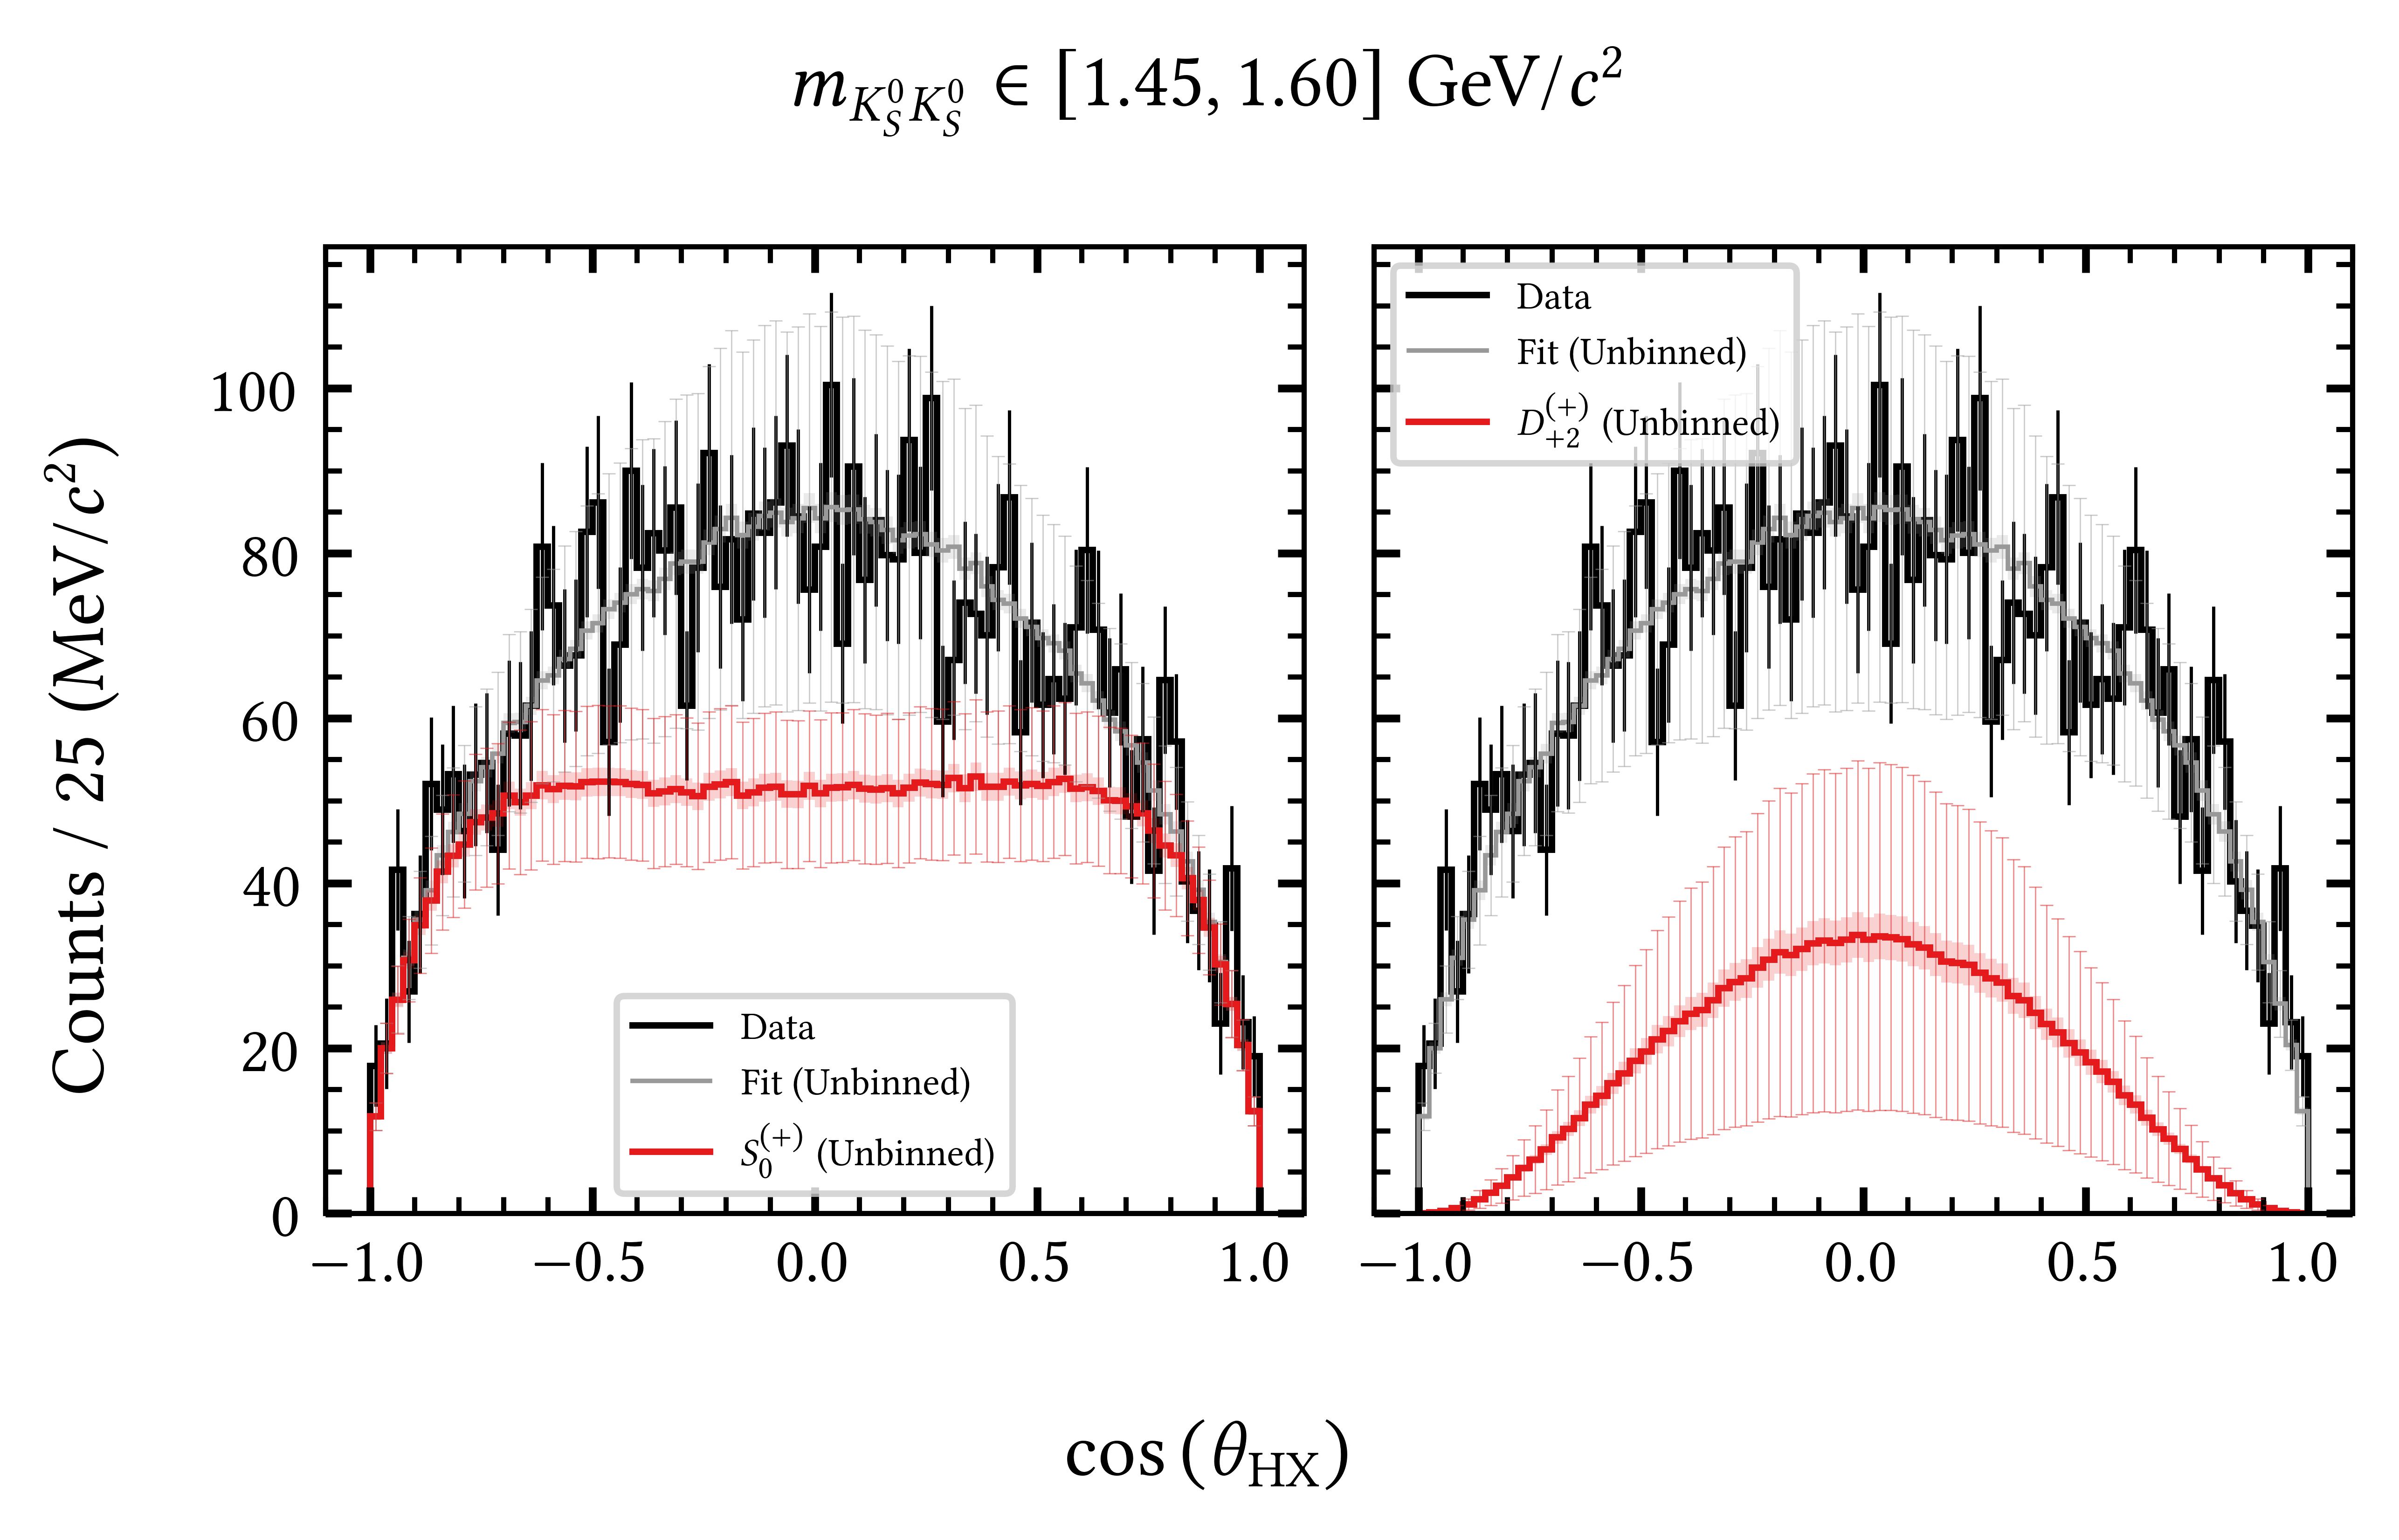 m_{K_S^0 K_S^0} ∈ [1.45, 1.60] GeV/c²
Counts / 25 (MeV/c²)
100
80
60
40
20
0
Data
Fit (Unbinned)
S_0^{(+)} (Unbinned)
−1.0 −0.5 0.0 0.5 1.0
Data
Fit (Unbinned)
D_{+2}^{(+)} (Unbinned)
−1.0 −0.5 0.0 0.5 1.0
cos (θ_{HX})